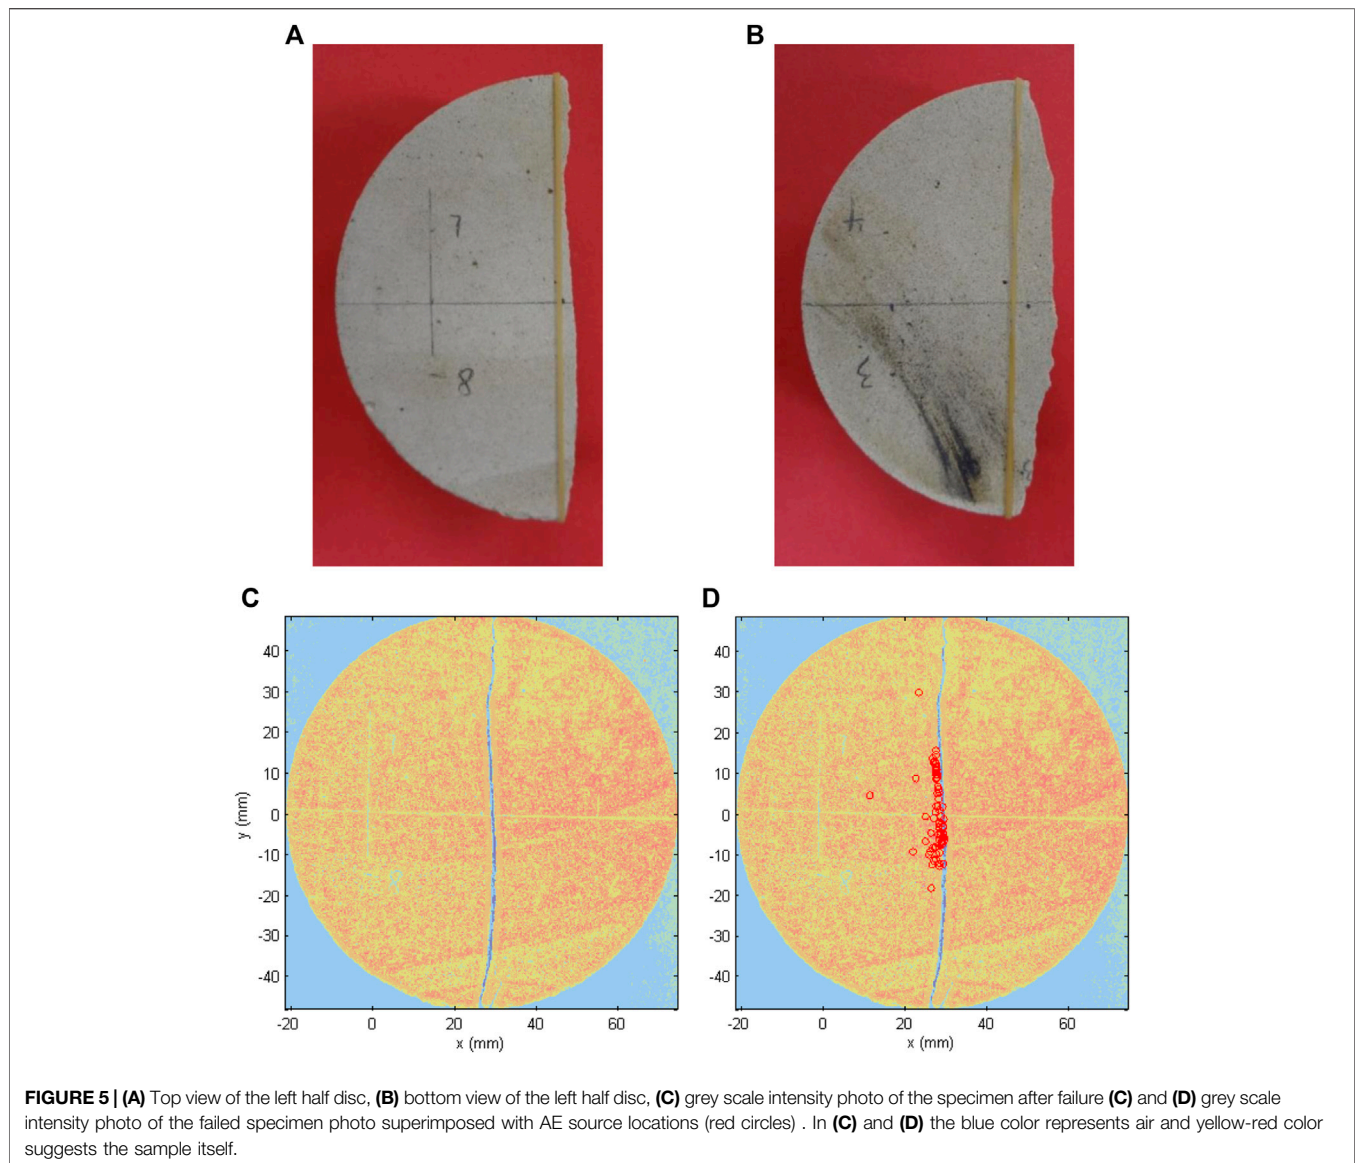 A
B
7
8
4
3
C
D
40
30
20
10
0
-10
-20
-30
-40
y (mm)
-20 0 20 40 60
x (mm)
40
30
20
10
0
-10
-20
-30
-40
-20 0 20 40 60
x (mm)
FIGURE 5 | (A) Top view of the left half disc, (B) bottom view of the left half disc, (C) grey scale intensity photo of the specimen after failure (C) and (D) grey scale
intensity photo of the failed specimen photo superimposed with AE source locations (red circles) . In (C) and (D) the blue color represents air and yellow-red color
suggests the sample itself.